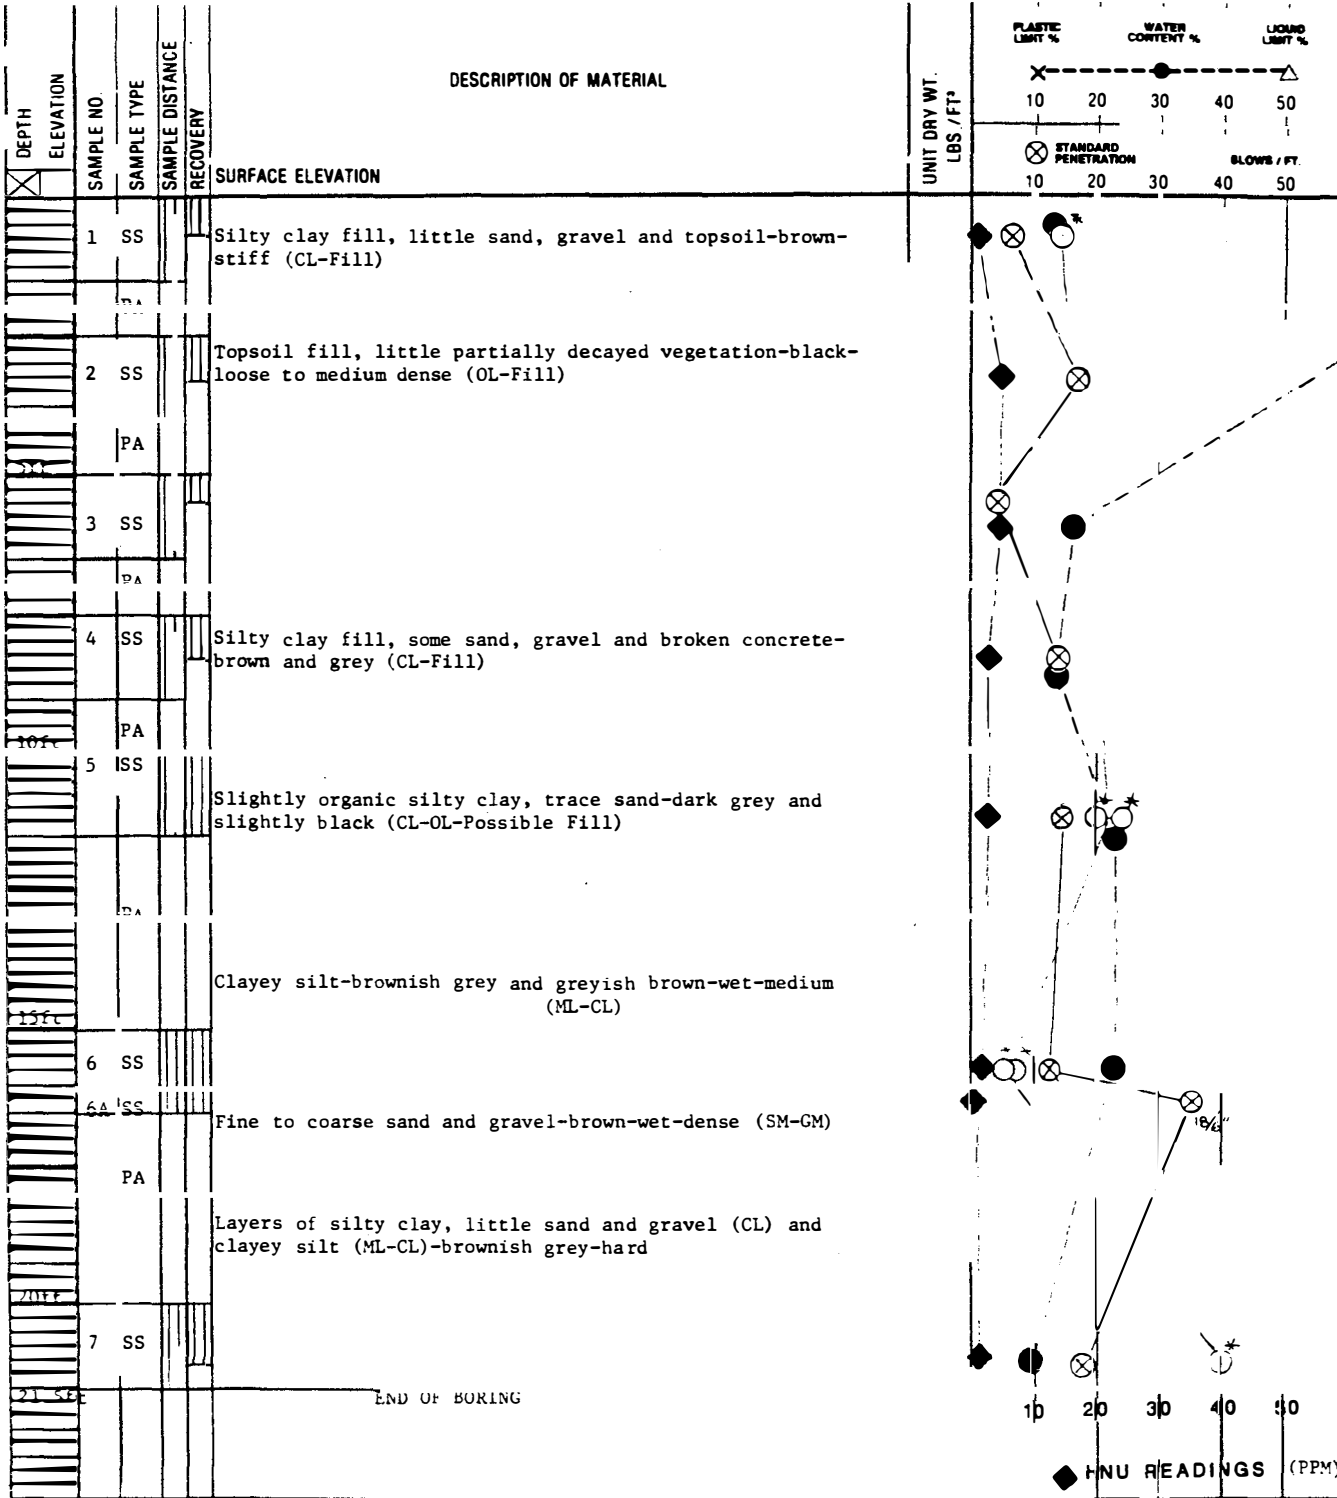 DEPTH
ELEVATION
SAMPLE NO.
SAMPLE TYPE
SAMPLE DISTANCE
RECOVERY
DESCRIPTION OF MATERIAL
SURFACE ELEVATION
UNIT DRY WT.
LBS./FT³
PLASTIC LIMIT %
WATER CONTENT %
LIQUID LIMIT %
10 20 30 40 50
STANDARD PENETRATION
BLOWS / FT.
10 20 30 40 50
1 SS
Silty clay fill, little sand, gravel and topsoil-brown-
stiff (CL-Fill)
PA
2 SS
Topsoil fill, little partially decayed vegetation-black-
loose to medium dense (OL-Fill)
PA
3 SS
PA
4 SS
Silty clay fill, some sand, gravel and broken concrete-
brown and grey (CL-Fill)
PA
10ft
5 SS
Slightly organic silty clay, trace sand-dark grey and
slightly black (CL-OL-Possible Fill)
PA
Clayey silt-brownish grey and greyish brown-wet-medium
(ML-CL)
15ft
6 SS
6A SS
Fine to coarse sand and gravel-brown-wet-dense (SM-GM)
18/6"
PA
Layers of silty clay, little sand and gravel (CL) and
clayey silt (ML-CL)-brownish grey-hard
20ft
7 SS
END OF BORING
10 20 30 40 50
HNU READINGS (PPM)